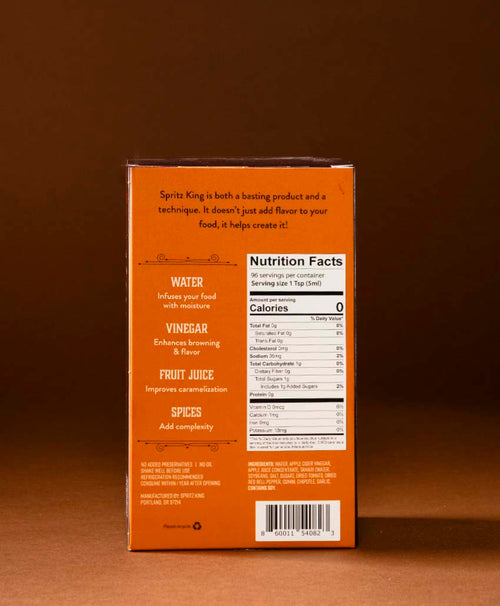 Spritz King is both a basting product and a
technique. It doesn't just add flavor to your
food, it helps create it!
WATER
Infuses your food
with moisture
VINEGAR
Enhances browning
& flavor
FRUIT JUICE
Improves caramelization
SPICES
Add complexity
Nutrition Facts
96 servings per container
Serving size 1 Tsp (5ml)
Amount per serving
Calories 0
% Daily Value*
Total Fat 0g 0%
Saturated Fat 0g 0%
Trans Fat 0g
Cholesterol 0mg 0%
Sodium 35mg 2%
Total Carbohydrate 1g 0%
Dietary Fiber 0g 0%
Total Sugars 1g
Includes 1g Added Sugars 2%
Protein 0g
Vitamin D 0mcg 0%
Calcium 1mg 0%
Iron 0mg 0%
Potassium 18mg 0%
NO ADDED PRESERVATIVES | NO OIL
SHAKE WELL BEFORE USE
REFRIGERATION RECOMMENDED
CONSUME WITHIN 1 YEAR AFTER OPENING
MANUFACTURED BY: SPRITZ KING
PORTLAND, OR 97214
Please recycle
INGREDIENTS: WATER, APPLE CIDER VINEGAR,
APPLE JUICE CONCENTRATE, TAMARI (WATER,
SOYBEANS, SALT, SUGAR), DRIED TOMATO, DRIED
RED BELL PEPPER, CUMIN, CHIPOTLE, GARLIC.
CONTAINS SOY.
8 60011 54082 3